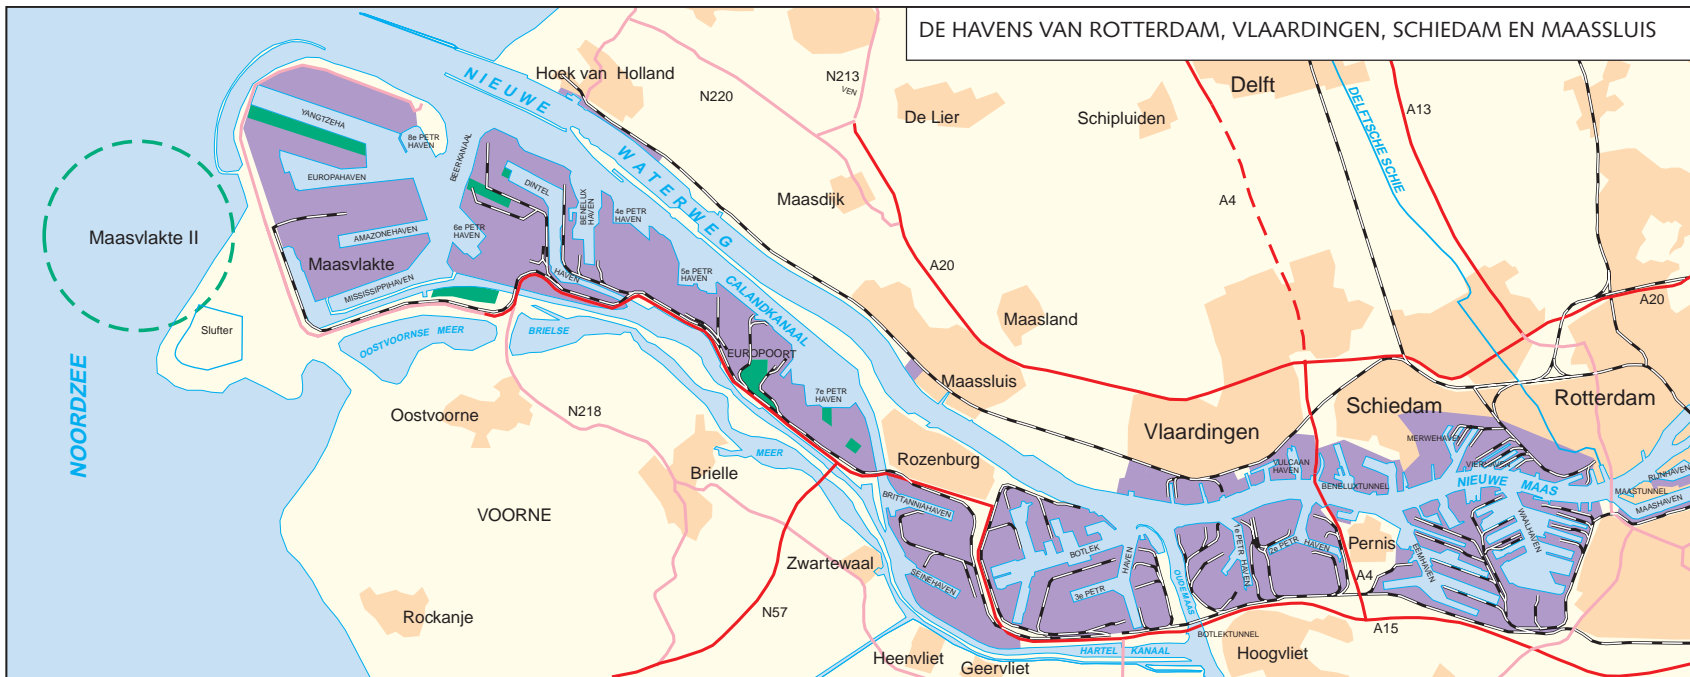 DE HAVENS VAN ROTTERDAM, VLAARDINGEN, SCHIEDAM EN MAASSLUIS
NIEUWE
WATERWEG
Hoek van Holland
N220
N213
VEN
De Lier
Schipluiden
Delft
DELFTSCHE SCHIE
A13
YANGTZEHA
8e PETR
HAVEN
BEERKANAAL
EUROPAHAVEN
DINTEL
HAVEN
BENELUX
HAVEN
4e PETR
HAVEN
Maasdijk
A4
Maasvlakte II
AMAZONEHAVEN
6e PETR
HAVEN
Maasvlakte
MISSISSIPPIHAVEN
5e PETR
HAVEN
CALANDKANAAL
A20
A20
Slufter
OOSTVOORNSE MEER
BRIELSE
MEER
Maasland
EUROPOORT
7e PETR
HAVEN
Maassluis
NOORDZEE
Oostvoorne
N218
Schiedam
Rotterdam
Vlaardingen
MERWEHAVEN
VULCAAN
HAVEN
VIERHAVEN
BENELUXTUNNEL
NIEUWE MAAS
RIJNHAVEN
MAASTUNNEL
MAASHAVEN
Rozenburg
Brielle
VOORNE
BRITTANNIAHAVEN
SEINEHAVEN
BOTLEK
HAVEN
3e PETR
OUDE MAAS
1e PETR HAVEN
2e PETR HAVEN
Pernis
EEMHAVEN
WAALHAVEN
A4
Zwartewaal
Rockanje
N57
BOTLEKTUNNEL
A15
HARTEL KANAAL
Heenvliet
Geervliet
Hoogvliet